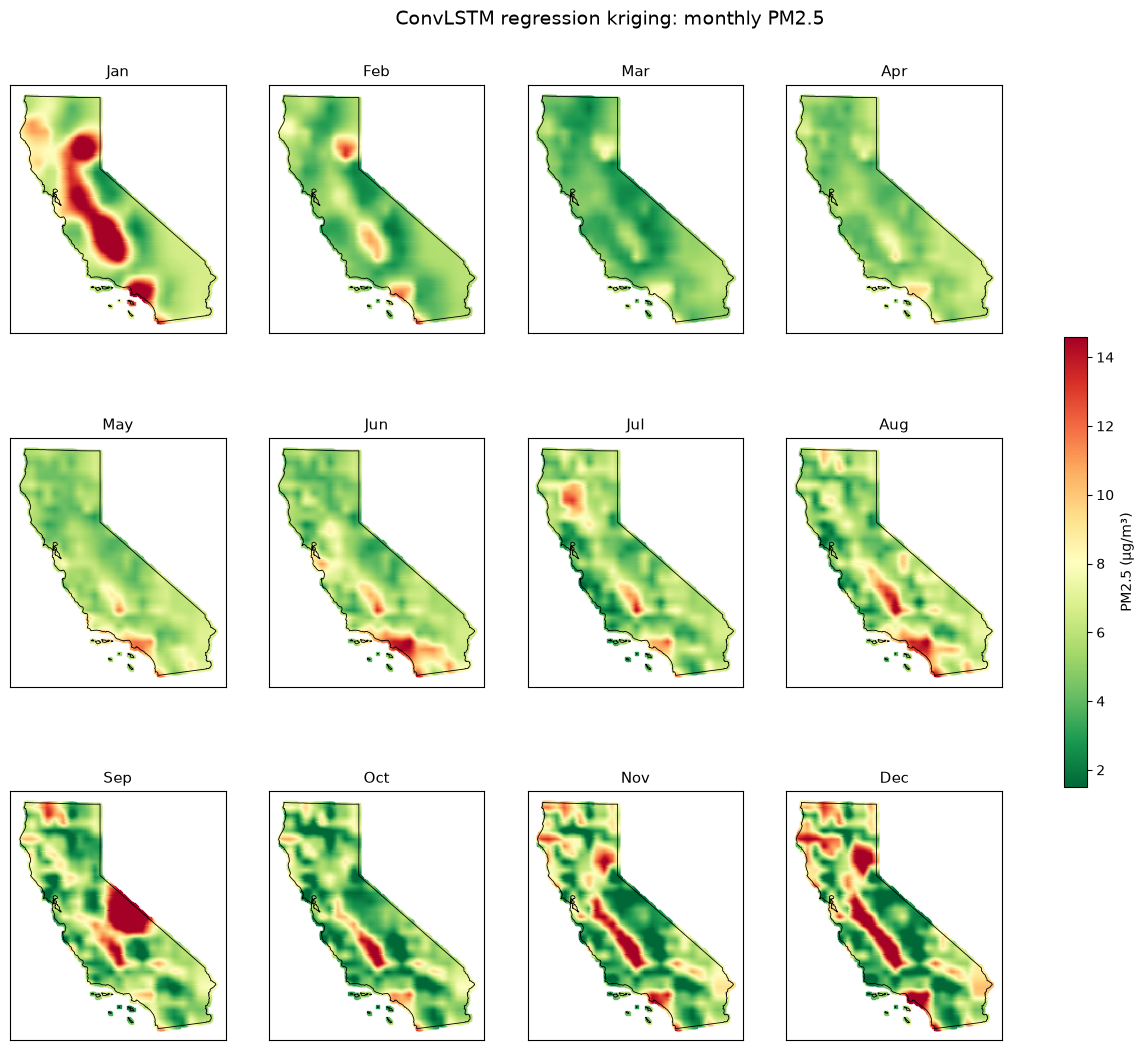 ConvLSTM regression kriging: monthly PM2.5
Jan
Feb
Mar
Apr
May
Jun
Jul
Aug
Sep
Oct
Nov
Dec
14
12
10
8
6
4
2
PM2.5 (µg/m³)